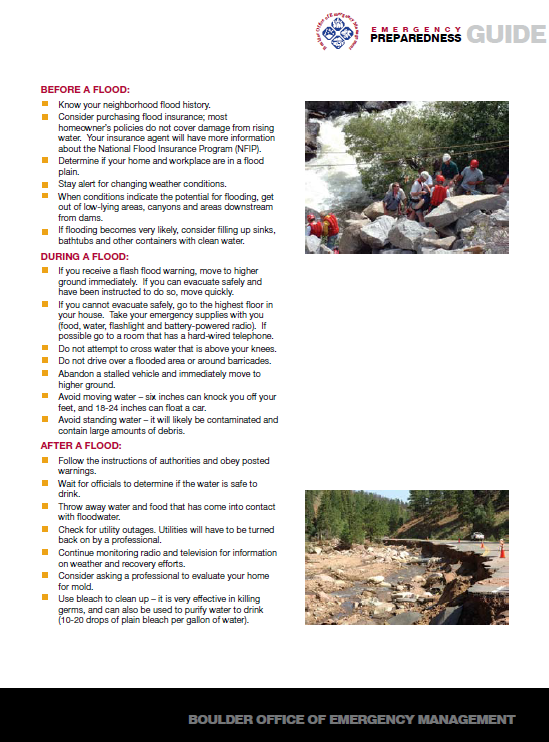 Boulder Office of Emergency Management
EMERGENCY
PREPAREDNESS GUIDE
BEFORE A FLOOD:
Know your neighborhood flood history.
Consider purchasing flood insurance; most
homeowner's policies do not cover damage from rising
water. Your insurance agent will have more information
about the National Flood Insurance Program (NFIP).
Determine if your home and workplace are in a flood
plain.
Stay alert for changing weather conditions.
When conditions indicate the potential for flooding, get
out of low-lying areas, canyons and areas downstream
from dams.
If flooding becomes very likely, consider filling up sinks,
bathtubs and other containers with clean water.
DURING A FLOOD:
If you receive a flash flood warning, move to higher
ground immediately. If you can evacuate safely and
have been instructed to do so, move quickly.
If you cannot evacuate safely, go to the highest floor in
your house. Take your emergency supplies with you
(food, water, flashlight and battery-powered radio). If
possible go to a room that has a hard-wired telephone.
Do not attempt to cross water that is above your knees.
Do not drive over a flooded area or around barricades.
Abandon a stalled vehicle and immediately move to
higher ground.
Avoid moving water – six inches can knock you off your
feet, and 18-24 inches can float a car.
Avoid standing water – it will likely be contaminated and
contain large amounts of debris.
AFTER A FLOOD:
Follow the instructions of authorities and obey posted
warnings.
Wait for officials to determine if the water is safe to
drink.
Throw away water and food that has come into contact
with floodwater.
Check for utility outages. Utilities will have to be turned
back on by a professional.
Continue monitoring radio and television for information
on weather and recovery efforts.
Consider asking a professional to evaluate your home
for mold.
Use bleach to clean up – it is very effective in killing
germs, and can also be used to purify water to drink
(10-20 drops of plain bleach per gallon of water).
BOULDER OFFICE OF EMERGENCY MANAGEMENT